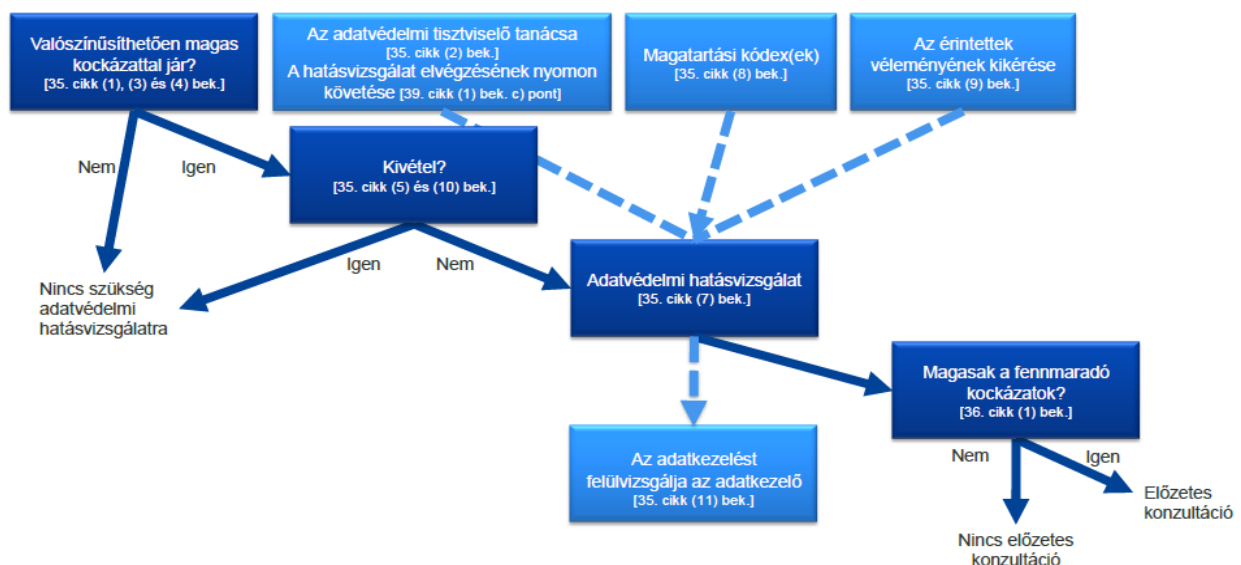 Valószínűsíthetően magas
kockázattal jár?
[35. cikk (1), (3) és (4) bek.]
Az adatvédelmi tisztviselő tanácsa
[35. cikk (2) bek.]
A hatásvizsgálat elvégzésének nyomon
követése [39. cikk (1) bek. c) pont]
Magatartási kódex(ek)
[35. cikk (8) bek.]
Az érintettek
véleményének kikérése
[35. cikk (9) bek.]
Nem
Igen
Kivétel?
[35. cikk (5) és (10) bek.]
Igen
Nem
Nincs szükség
adatvédelmi
hatásvizsgálatra
Adatvédelmi hatásvizsgálat
[35. cikk (7) bek.]
Magasak a fennmaradó
kockázatok?
[36. cikk (1) bek.]
Az adatkezelést
felülvizsgálja az adatkezelő
[35. cikk (11) bek.]
Nem
Igen
Előzetes
konzultáció
Nincs előzetes
konzultáció